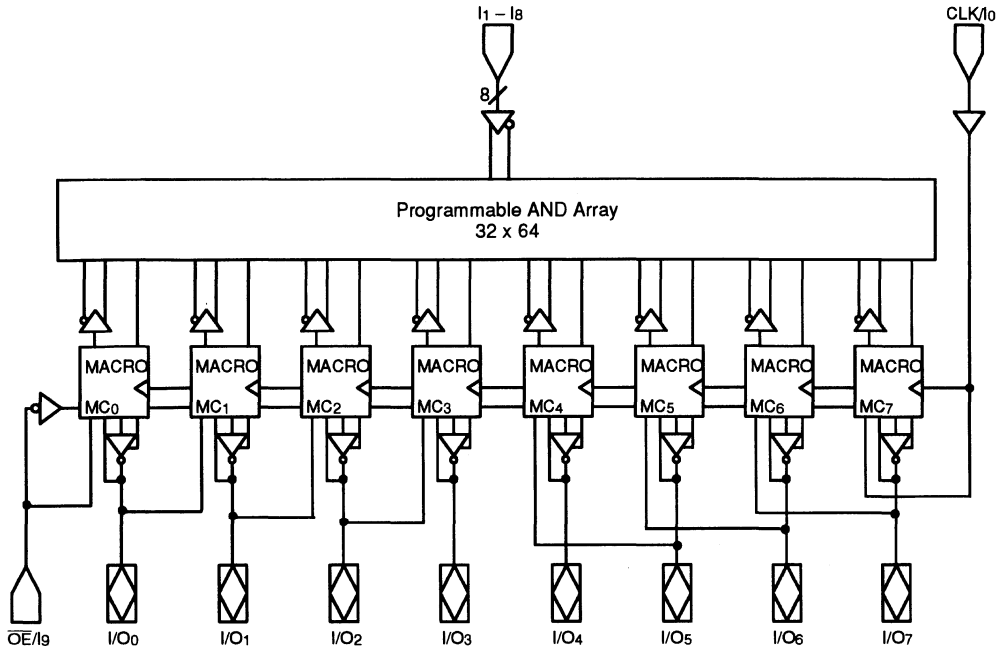 I1 – I8
CLK/I0
8
Programmable AND Array
32 x 64
MACRO MACRO MACRO MACRO MACRO MACRO MACRO MACRO
MC0 MC1 MC2 MC3 MC4 MC5 MC6 MC7
OE/I9 I/O0 I/O1 I/O2 I/O3 I/O4 I/O5 I/O6 I/O7